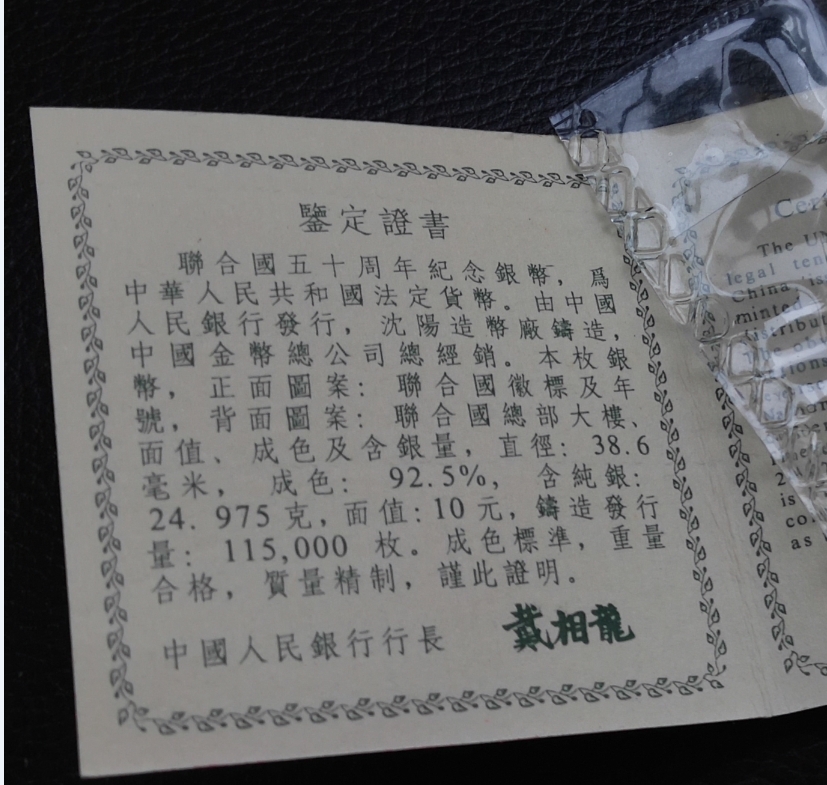 鑒定證書
聯合國五十周年紀念銀幣，爲
中華人民共和國法定貨幣。由中國
人民銀行發行，沈陽造幣廠鑄造，
中國金幣總公司總經銷。本枚銀
幣，正面圖案：聯合國徽標及年
號，背面圖案：聯合國總部大樓、
面值、成色及含銀量，直徑：38.6
毫米，成色：92.5%，含純銀：
24.975克，面值：10元，鑄造發行
量：115,000 枚。成色標準，重量
合格，質量精制，謹此證明。
中國人民銀行行長 戴相龍
The
legal
China is
minted
as